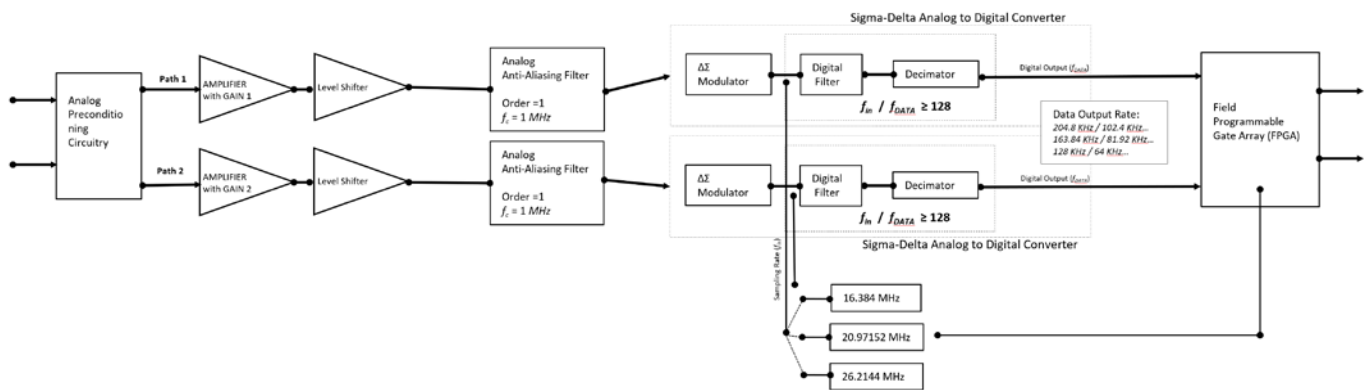 Sigma-Delta Analog to Digital Converter
Analog
Preconditio
ning
Circuitry
Path 1
AMPLIFIER
with GAIN 1
Level Shifter
Analog
Anti-Aliasing Filter
Order =1
fc = 1 MHz
ΔΣ
Modulator
Digital
Filter
Decimator
fin / fDATA ≥ 128
Digital Output (fDATA)
Path 2
AMPLIFIER
with GAIN 2
Level Shifter
Analog
Anti-Aliasing Filter
Order =1
fc = 1 MHz
ΔΣ
Modulator
Digital
Filter
Decimator
fin / fDATA ≥ 128
Digital Output (fDATA)
Sigma-Delta Analog to Digital Converter
Data Output Rate:
204.8 KHz / 102.4 KHz...
163.84 KHz / 81.92 KHz...
128 KHz / 64 KHz...
Field
Programmable
Gate Array (FPGA)
Sampling Rate
16.384 MHz
20.97152 MHz
26.2144 MHz